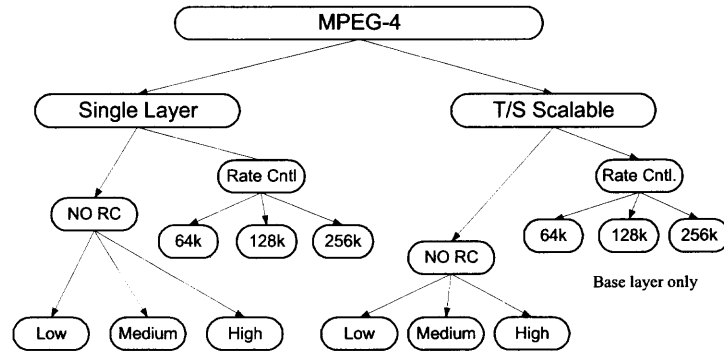 MPEG-4
Single Layer
T/S Scalable
Rate Cntl
Rate Cntl.
NO RC
64k
128k
256k
64k
128k
256k
NO RC
Base layer only
Low
Medium
High
Low
Medium
High